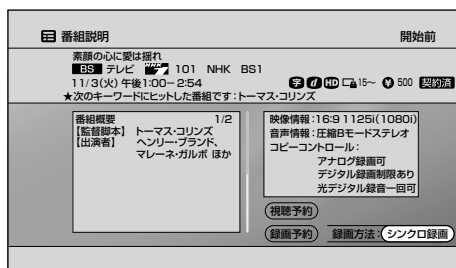 番組説明 開始前
素顔の心に愛は揺れ
BS テレビ 101 NHK BS1
11/3(火) 午後1:00-2:54 字 d HD 15~ ¥ 500 契約済
★次のキーワードにヒットした番組です:トーマス・コリンズ
番組概要 1/2
【監督脚本】 トーマス・コリンズ
【出演者】 ヘンリー・ブランド、
マレーネ・ガルボ ほか
映像情報:16:9 1125i(1080i)
音声情報:圧縮Bモードステレオ
コピーコントロール:
アナログ録画可
デジタル録画制限あり
光デジタル録音一回可
視聴予約
録画予約 録画方法:シンクロ録画